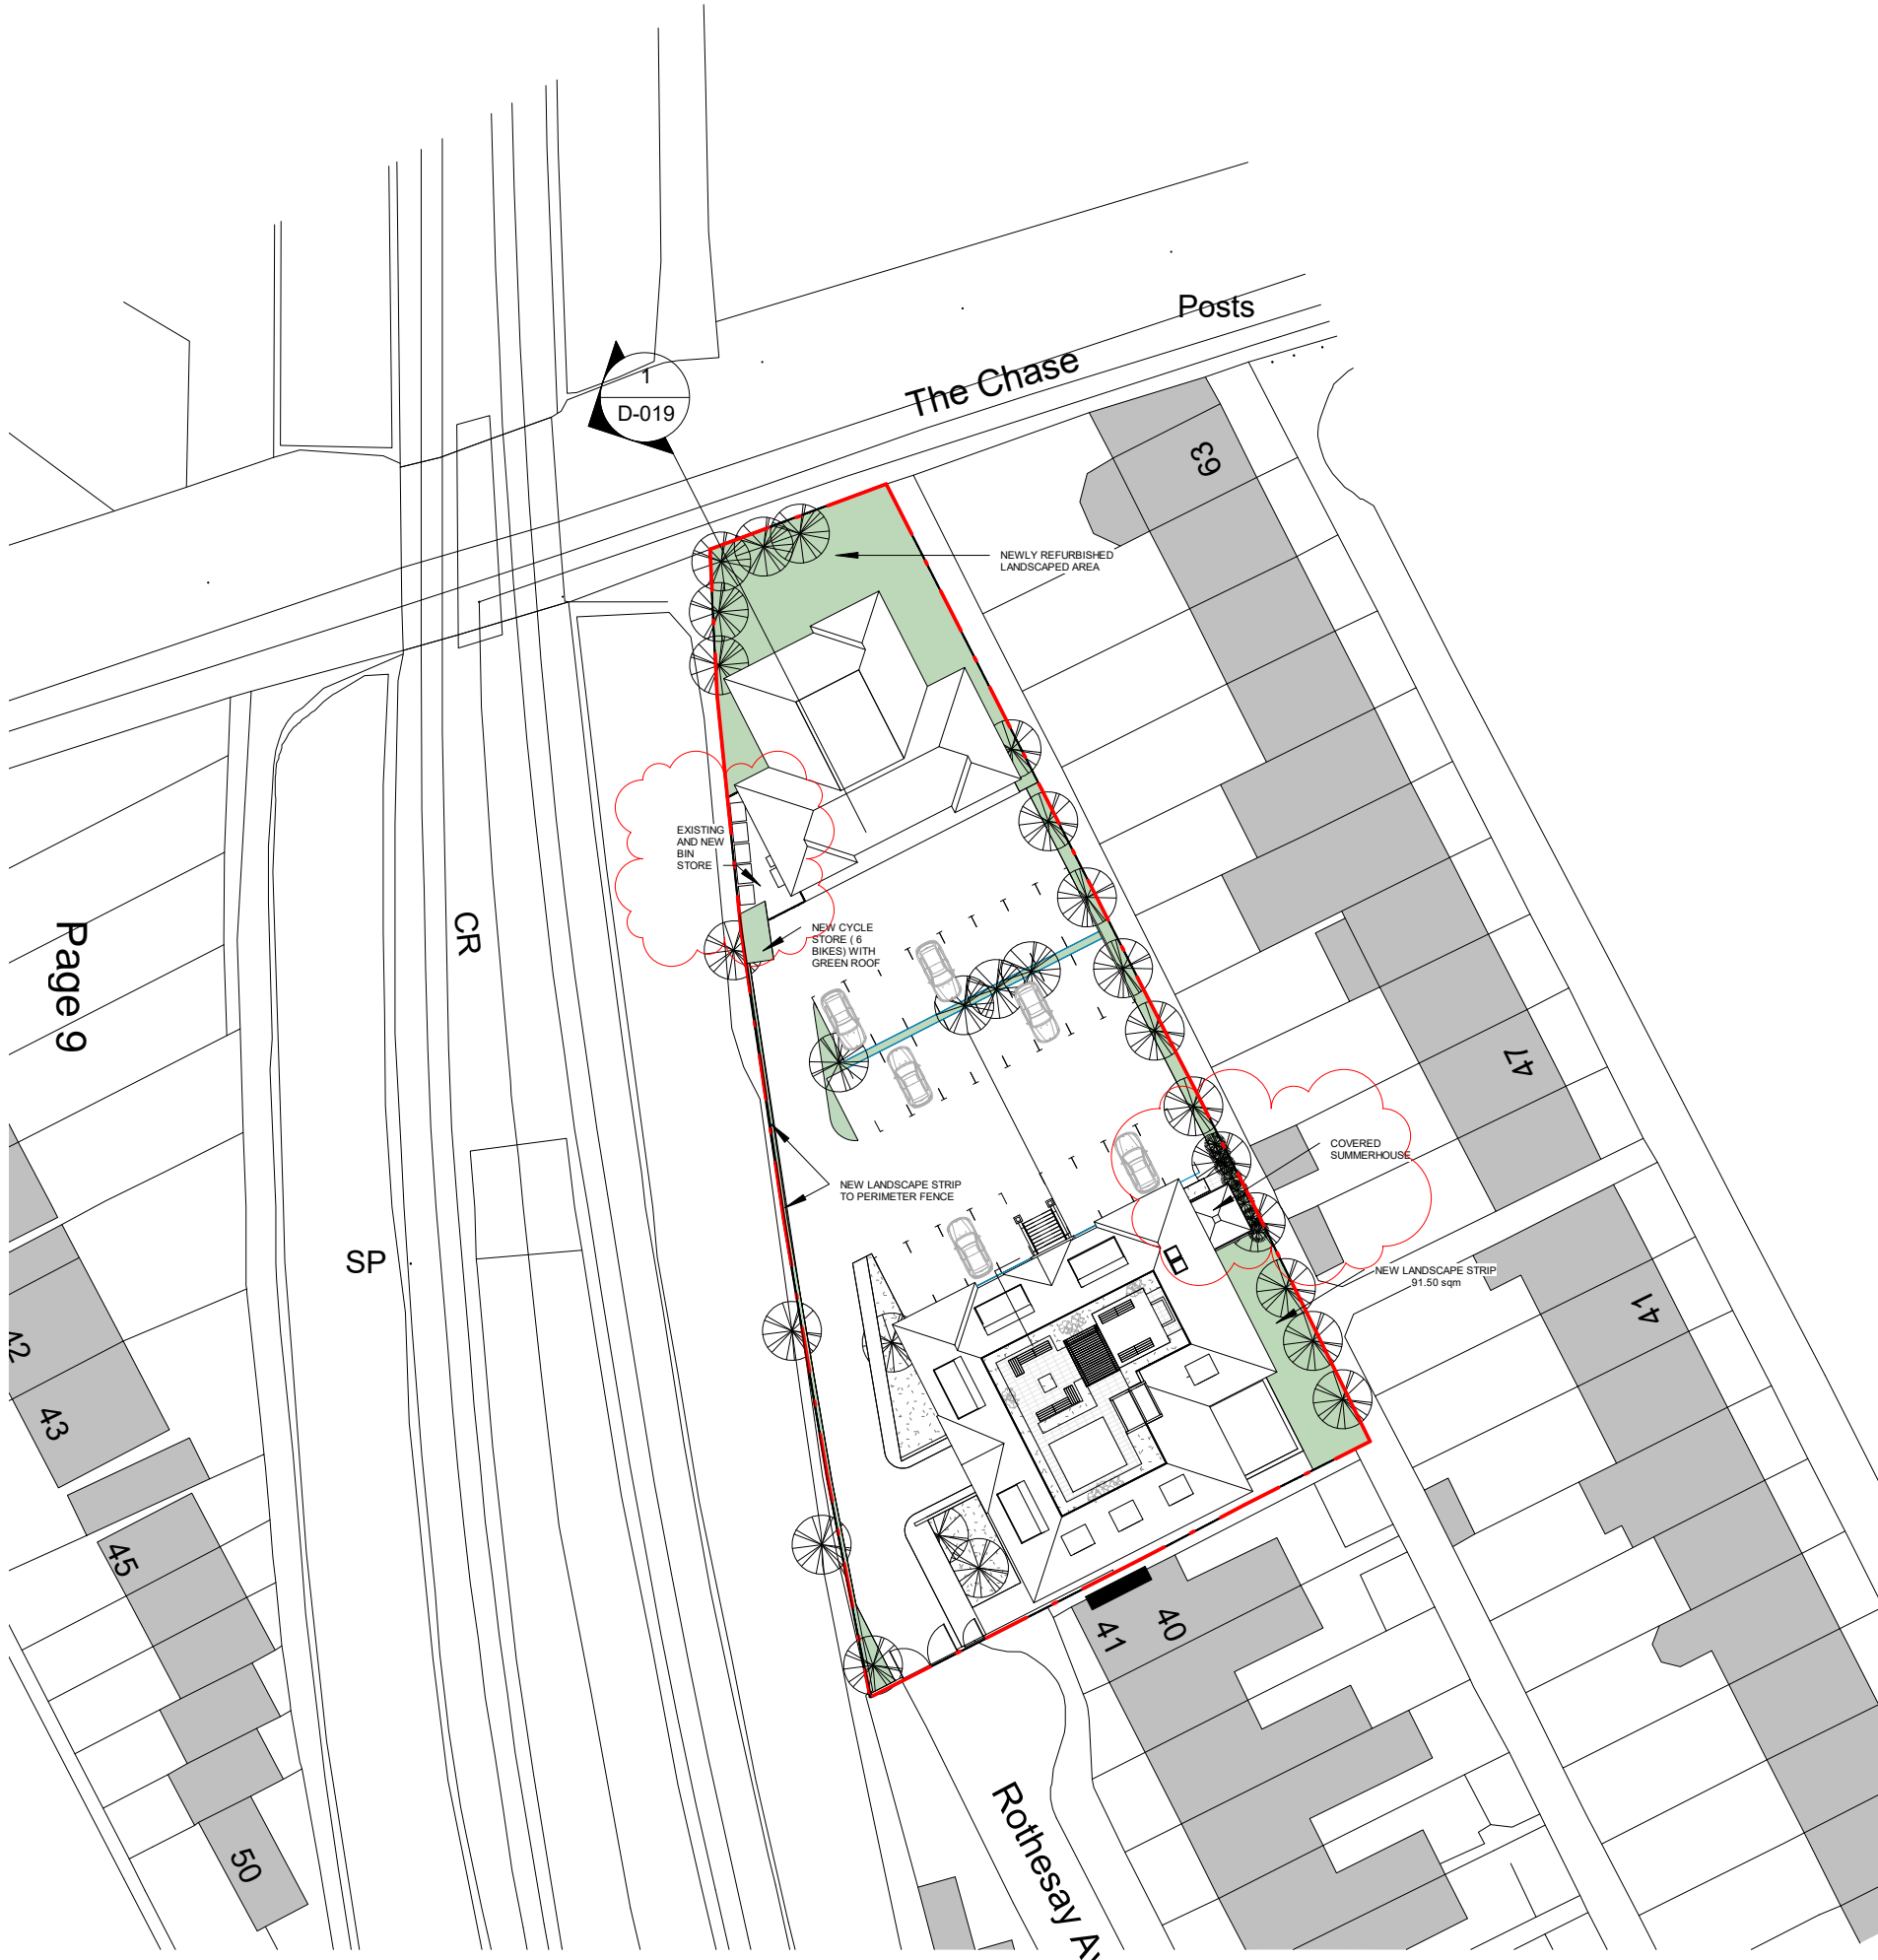 Posts
The Chase
1
D-019
63
NEWLY REFURBISHED
LANDSCAPED AREA
EXISTING
AND NEW
BIN
STORE
NEW CYCLE
STORE ( 6
BIKES) WITH
GREEN ROOF
CR
Page 9
47
COVERED
SUMMERHOUSE
NEW LANDSCAPE STRIP
TO PERIMETER FENCE
SP
NEW LANDSCAPE STRIP
91.50 sqm
41
42
43
45
41
40
50
Rothesay Av